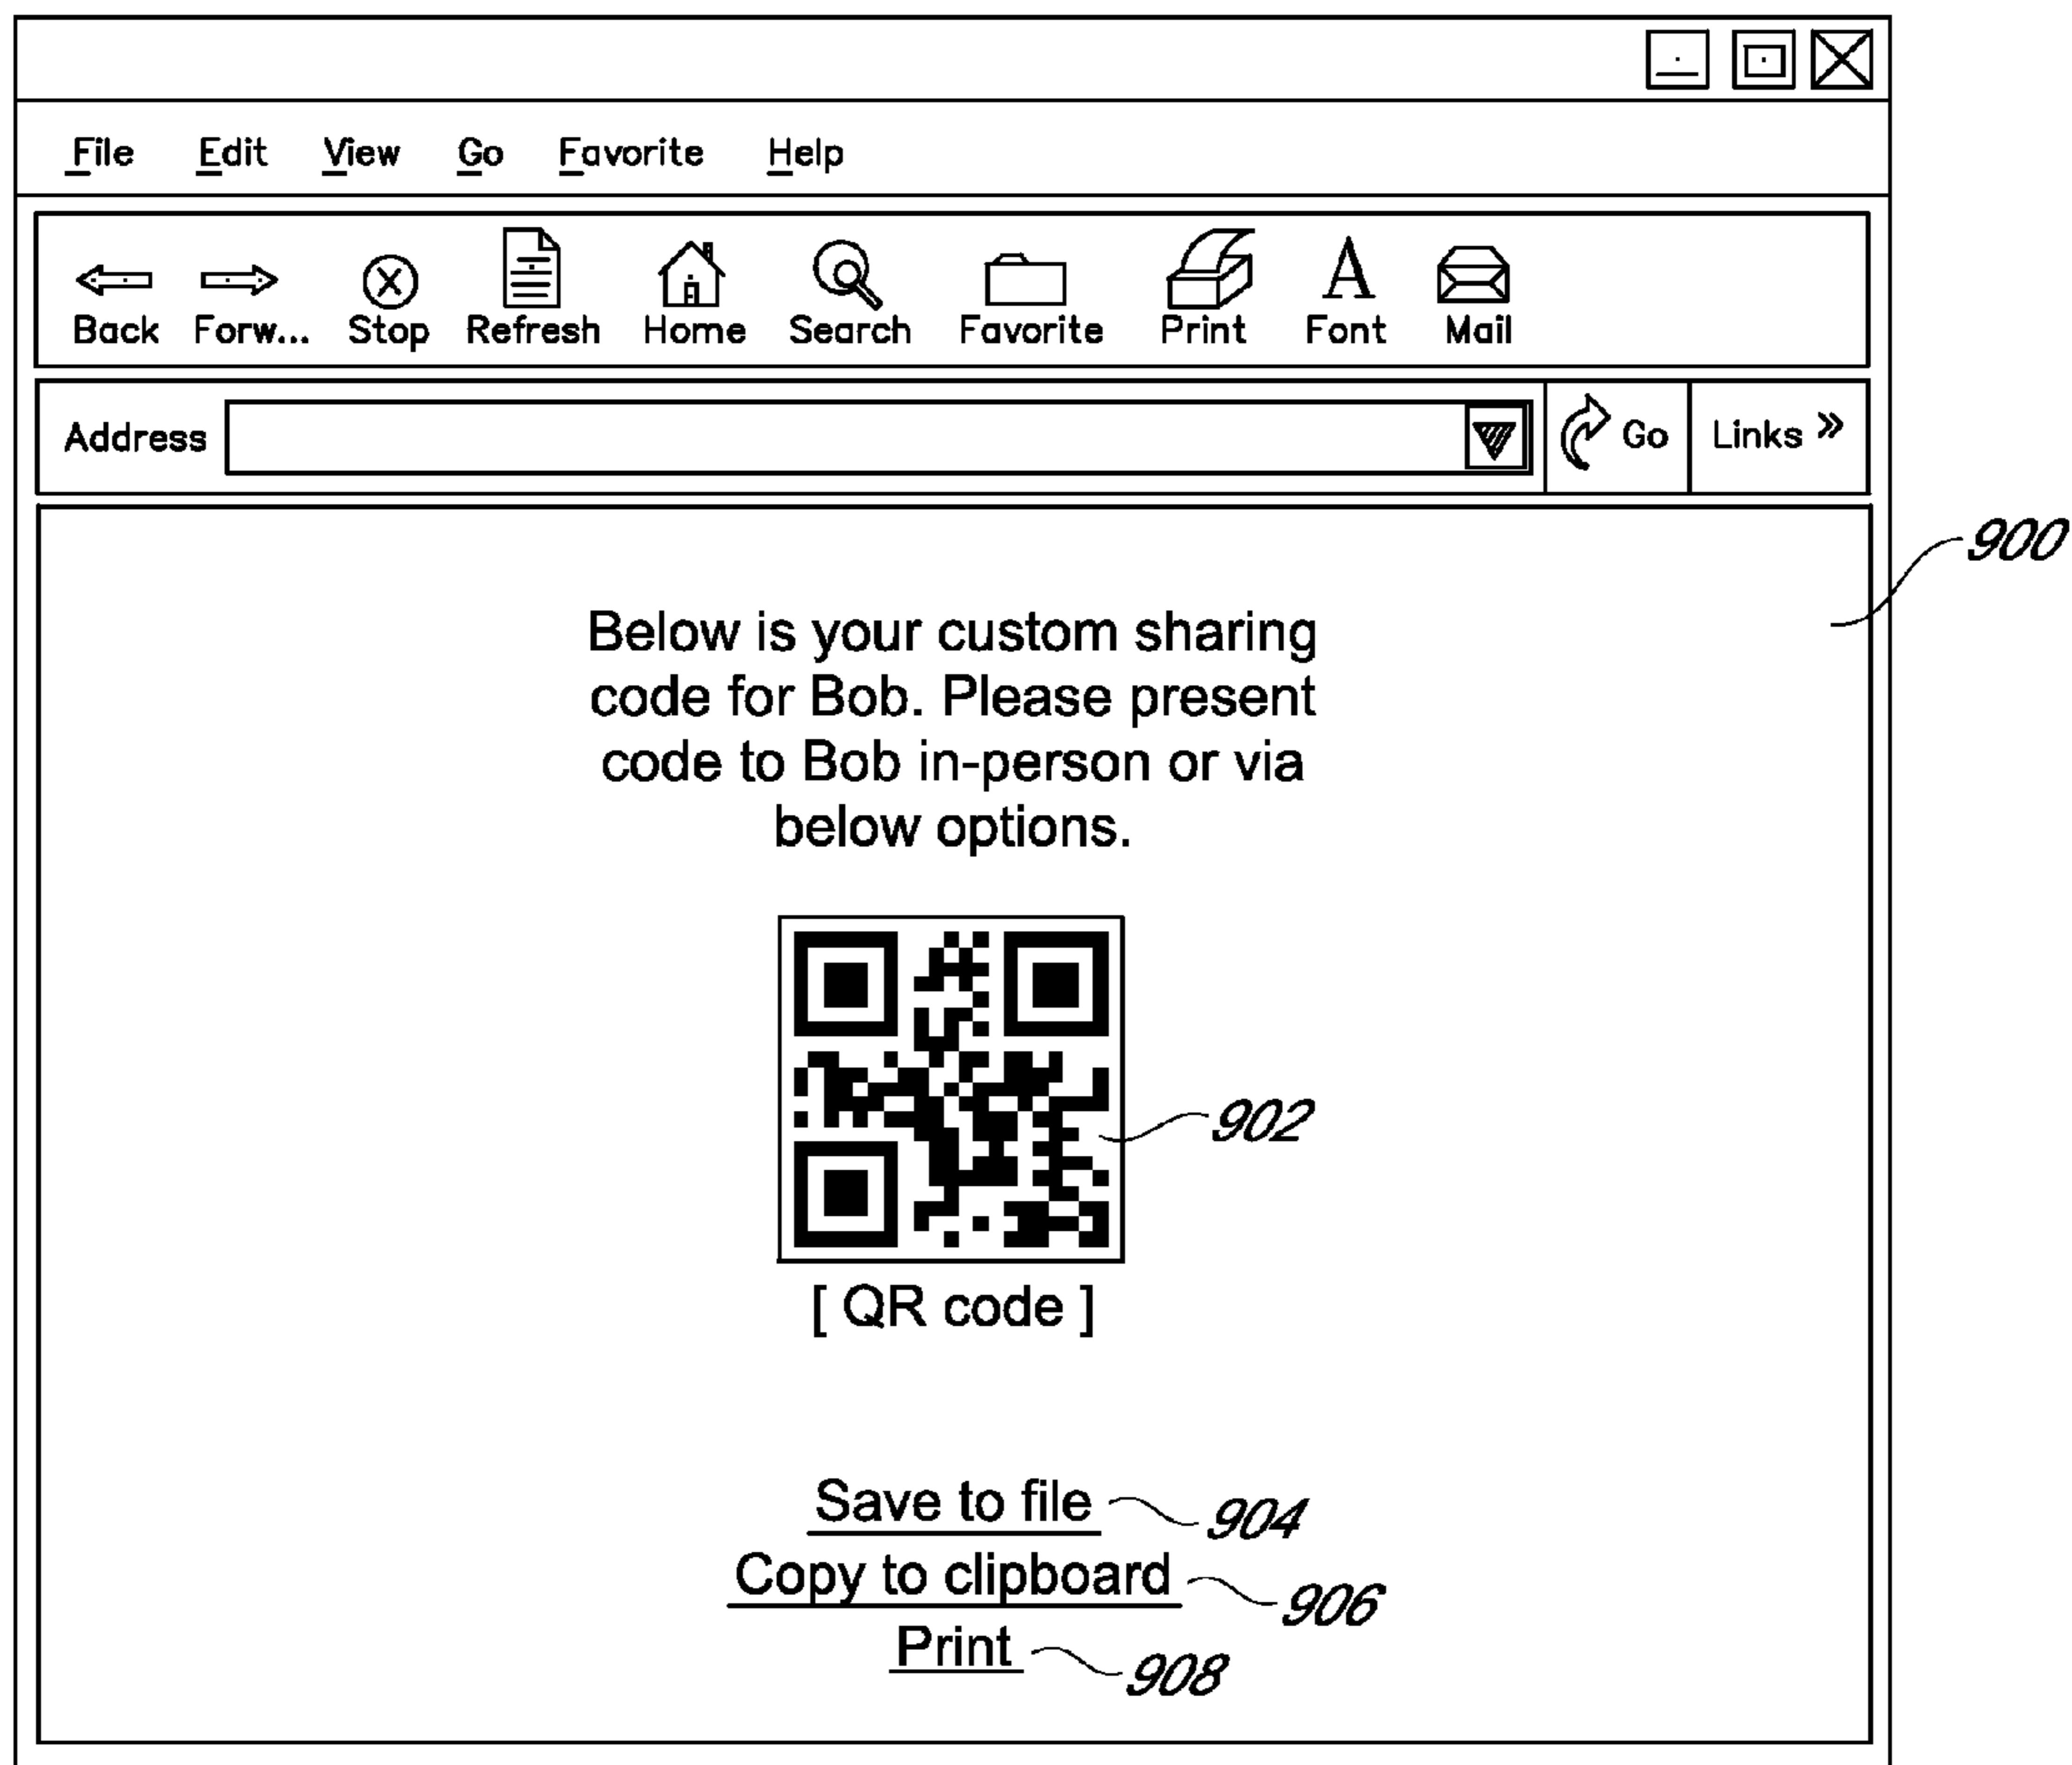 File Edit View Go Favorite Help
Back Forw... Stop Refresh Home Search Favorite Print Font Mail
Address Go Links »
900
Below is your custom sharing
code for Bob. Please present
code to Bob in-person or via
below options.
902
[ QR code ]
Save to file 904
Copy to clipboard 906
Print 908